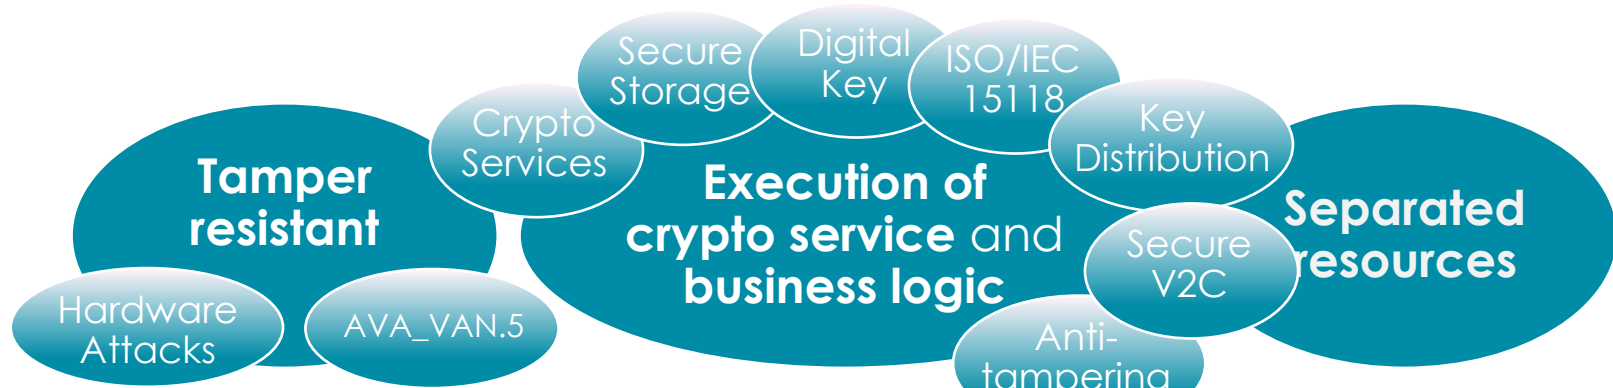 Tamper
resistant
Hardware
Attacks
AVA_VAN.5
Crypto
Services
Secure
Storage
Digital
Key
ISO/IEC
15118
Key
Distribution
Execution of
crypto service and
business logic
Secure
V2C
Anti-
tampering
Separated
resources